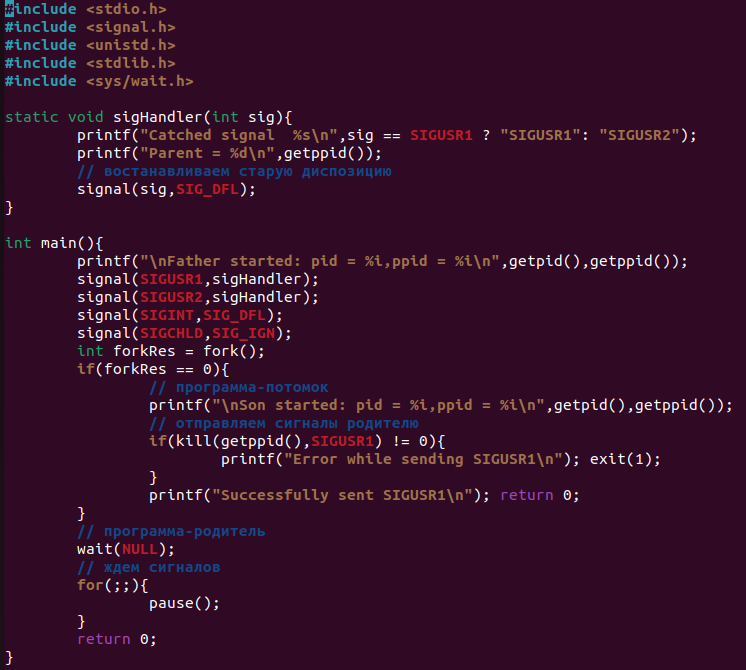 #include <stdio.h>
#include <signal.h>
#include <unistd.h>
#include <stdlib.h>
#include <sys/wait.h>

static void sigHandler(int sig){
        printf("Catched signal  %s\n",sig == SIGUSR1 ? "SIGUSR1": "SIGUSR2");
        printf("Parent = %d\n",getppid());
        // востанавливаем старую диспозицию
        signal(sig,SIG_DFL);
}

int main(){
        printf("\nFather started: pid = %i,ppid = %i\n",getpid(),getppid());
        signal(SIGUSR1,sigHandler);
        signal(SIGUSR2,sigHandler);
        signal(SIGINT,SIG_DFL);
        signal(SIGCHLD,SIG_IGN);
        int forkRes = fork();
        if(forkRes == 0){
                // программа-потомок
                printf("\nSon started: pid = %i,ppid = %i\n",getpid(),getppid());
                // отправляем сигналы родителю
                if(kill(getppid(),SIGUSR1) != 0){
                        printf("Error while sending SIGUSR1\n"); exit(1);
                }
                printf("Successfully sent SIGUSR1\n"); return 0;
        }
        // программа-родитель
        wait(NULL);
        // ждем сигналов
        for(;;){
                pause();
        }
        return 0;
}